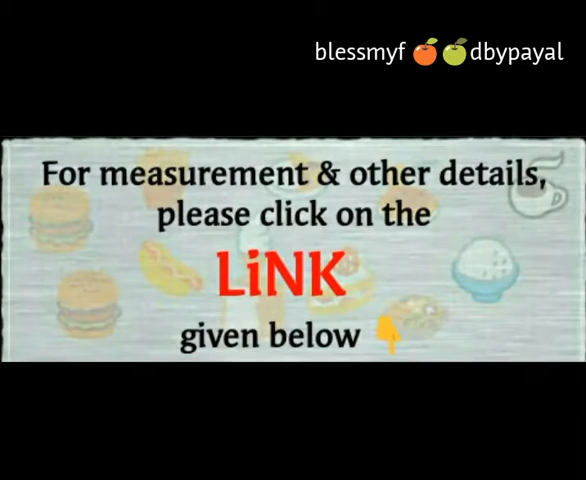 blessmyf🍎🍏dbypayal
For measurement & other details,
please click on the
LiNK
given below 👇